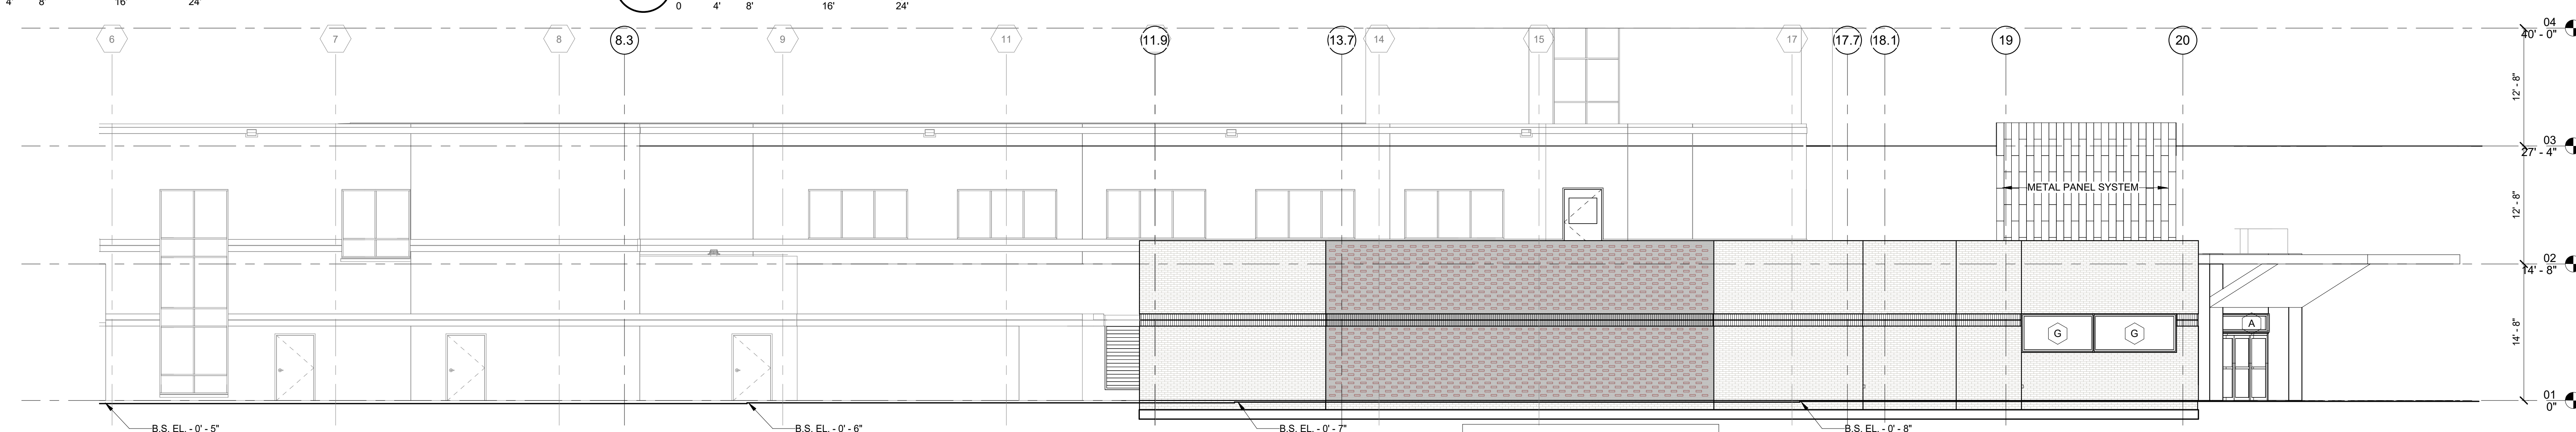 4' 8' 16' 24'
0 4' 8' 16' 24'
6 7 8 8.3 9 11 11.9 13.7 14 15 17 17.7 18.1 19 20
04
40' - 0"
12' - 8"
03
27' - 4"
METAL PANEL SYSTEM
12' - 8"
02
14' - 8"
G G A
14' - 8"
01
0"
B.S. EL. - 0' - 5" B.S. EL. - 0' - 6" B.S. EL. - 0' - 7" B.S. EL. - 0' - 8"